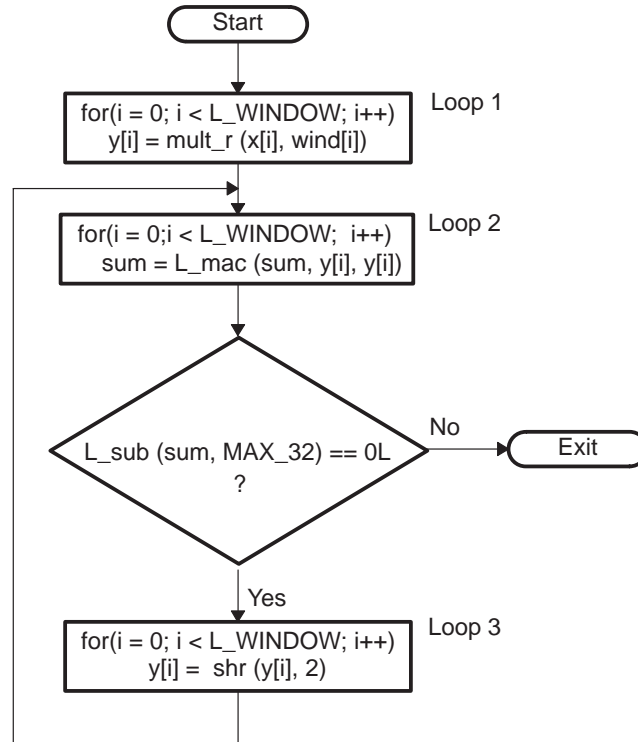 Start
for(i = 0; i < L_WINDOW; i++)
y[i] = mult_r (x[i], wind[i])
Loop 1
for(i = 0;i < L_WINDOW;  i++)
sum = L_mac (sum, y[i], y[i])
Loop 2
L_sub (sum, MAX_32) == 0L
?
No
Exit
Yes
for(i = 0; i < L_WINDOW; i++)
y[i] =  shr (y[i], 2)
Loop 3